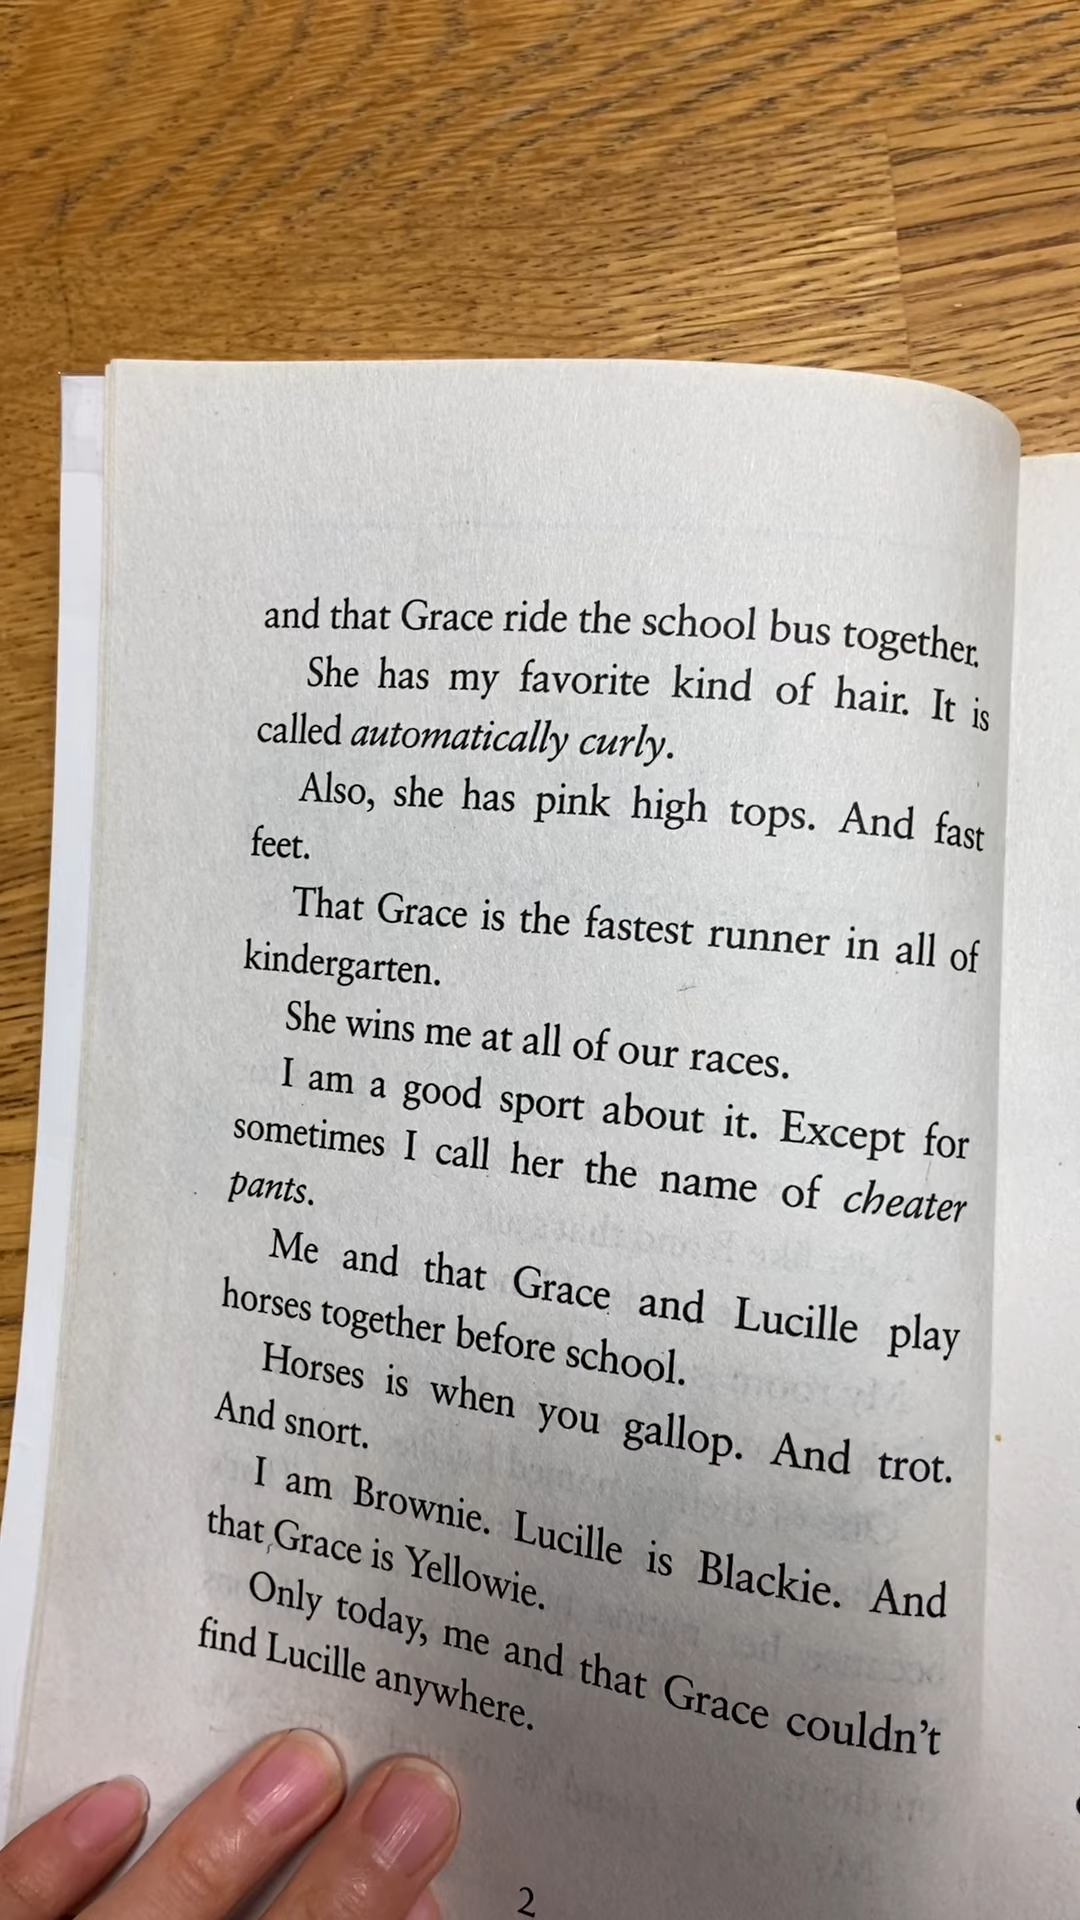 and that Grace ride the school bus together.
She has my favorite kind of hair. It is
called automatically curly.
Also, she has pink high tops. And fast
feet.
That Grace is the fastest runner in all of
kindergarten.
She wins me at all of our races.
I am a good sport about it. Except for
sometimes I call her the name of cheater
pants.
Me and that Grace and Lucille play
horses together before school.
Horses is when you gallop. And trot.
And snort.
I am Brownie. Lucille is Blackie. And
that Grace is Yellowie.
Only today, me and that Grace couldn't
find Lucille anywhere.
2